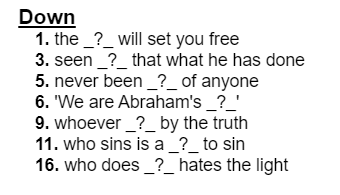 Down
1. the _?_ will set you free
3. seen _?_ that what he has done
5. never been _?_ of anyone
6. 'We are Abraham's _?_'
9. whoever _?_ by the truth
11. who sins is a _?_ to sin
16. who does _?_ hates the light